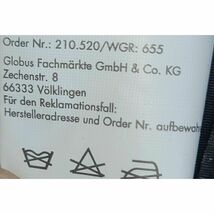 Order Nr.: 210.520/WGR: 655
Globus Fachmärkte GmbH & Co. KG
Zechenstr. 8
66333 Völklingen
Für den Reklamationsfall:
Herstelleradresse und Order Nr. aufbewah